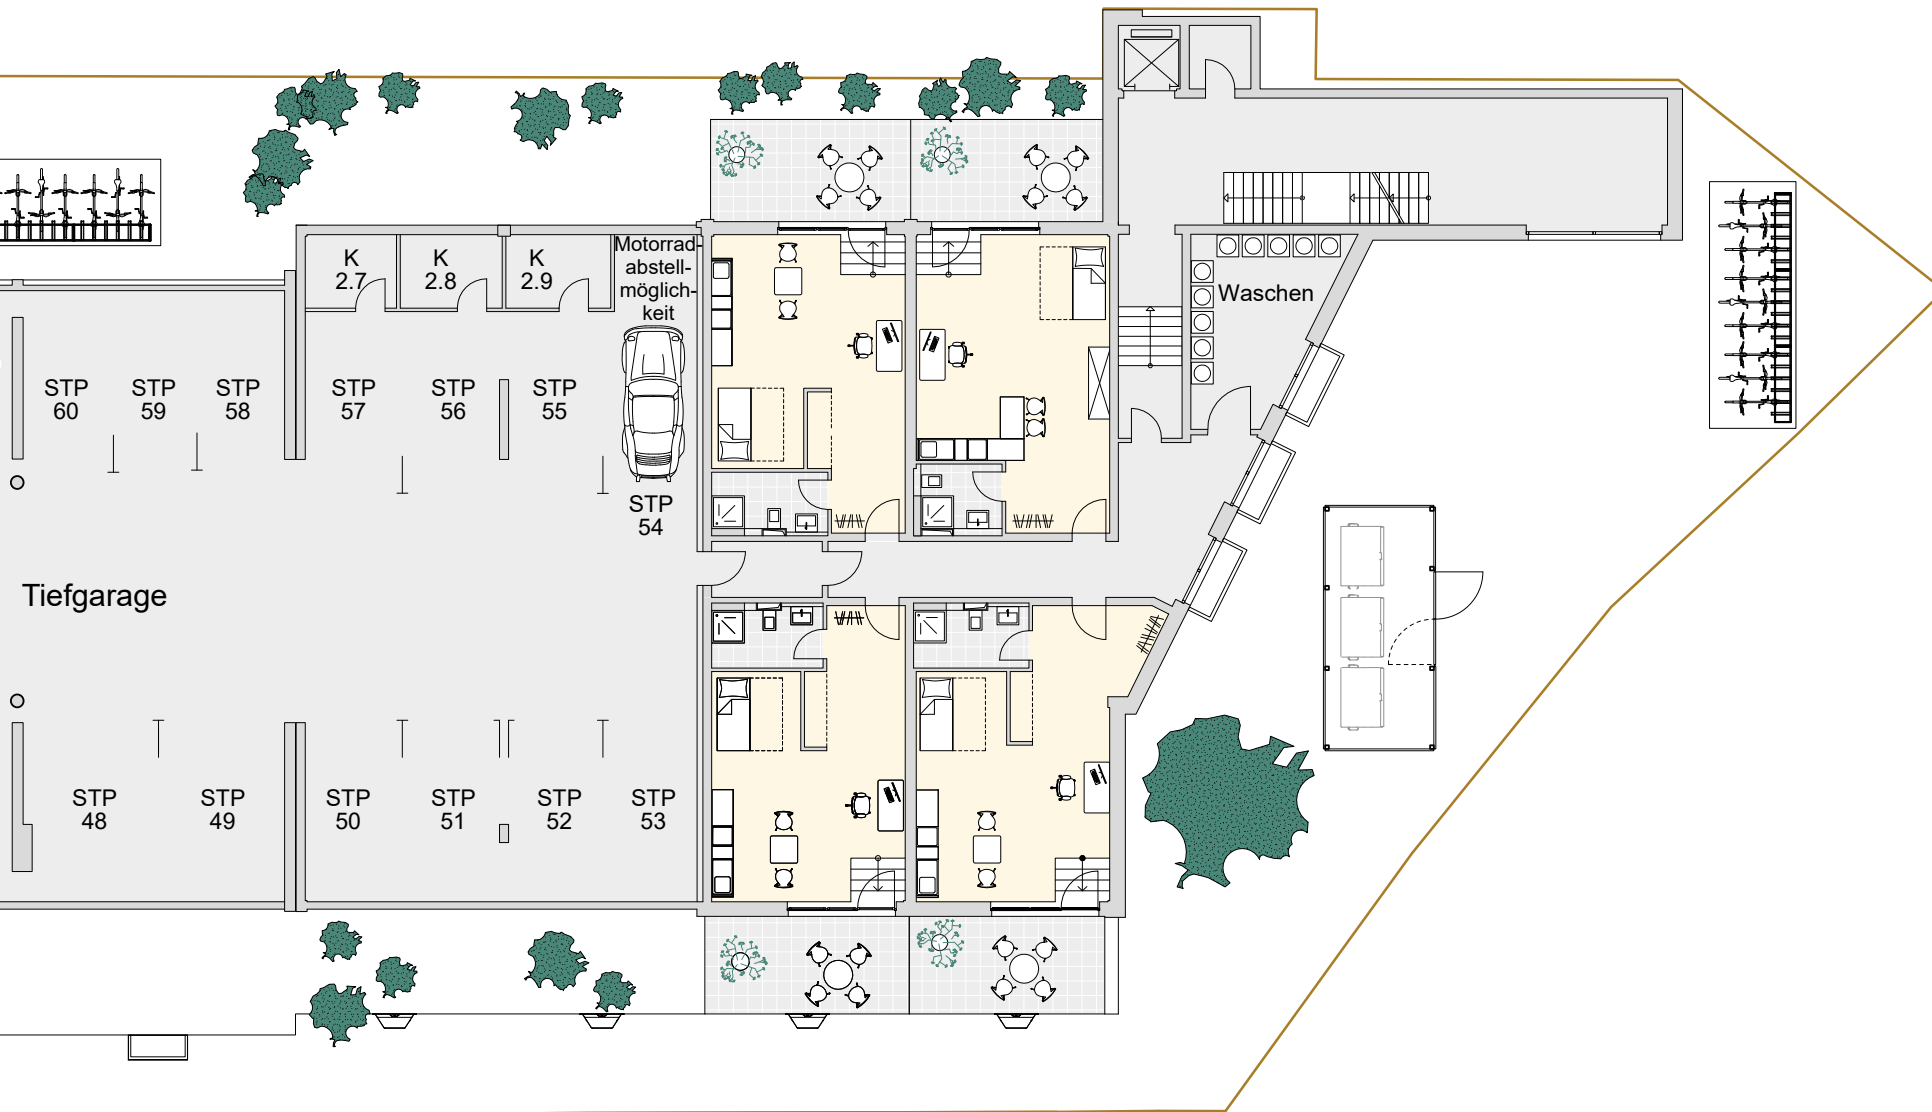 K
2.7
K
2.8
K
2.9
Motorrad-
abstell-
möglich-
keit
Waschen
STP
60
STP
59
STP
58
STP
57
STP
56
STP
55
STP
54
Tiefgarage
STP
48
STP
49
STP
50
STP
51
STP
52
STP
53